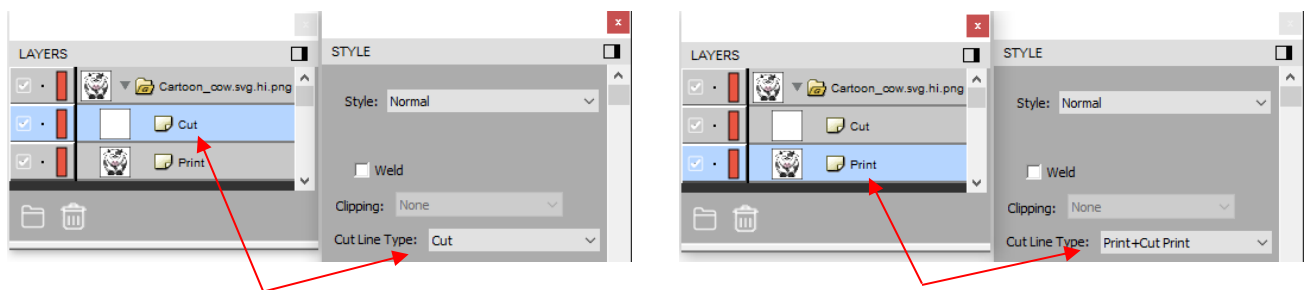 x
LAYERS
Cartoon_cow.svg.hi.png
Cut
Print
x
STYLE
Style: Normal
Weld
Clipping: None
Cut Line Type: Cut
x
LAYERS
Cartoon_cow.svg.hi.png
Cut
Print
x
STYLE
Style: Normal
Weld
Clipping: None
Cut Line Type: Print+Cut Print